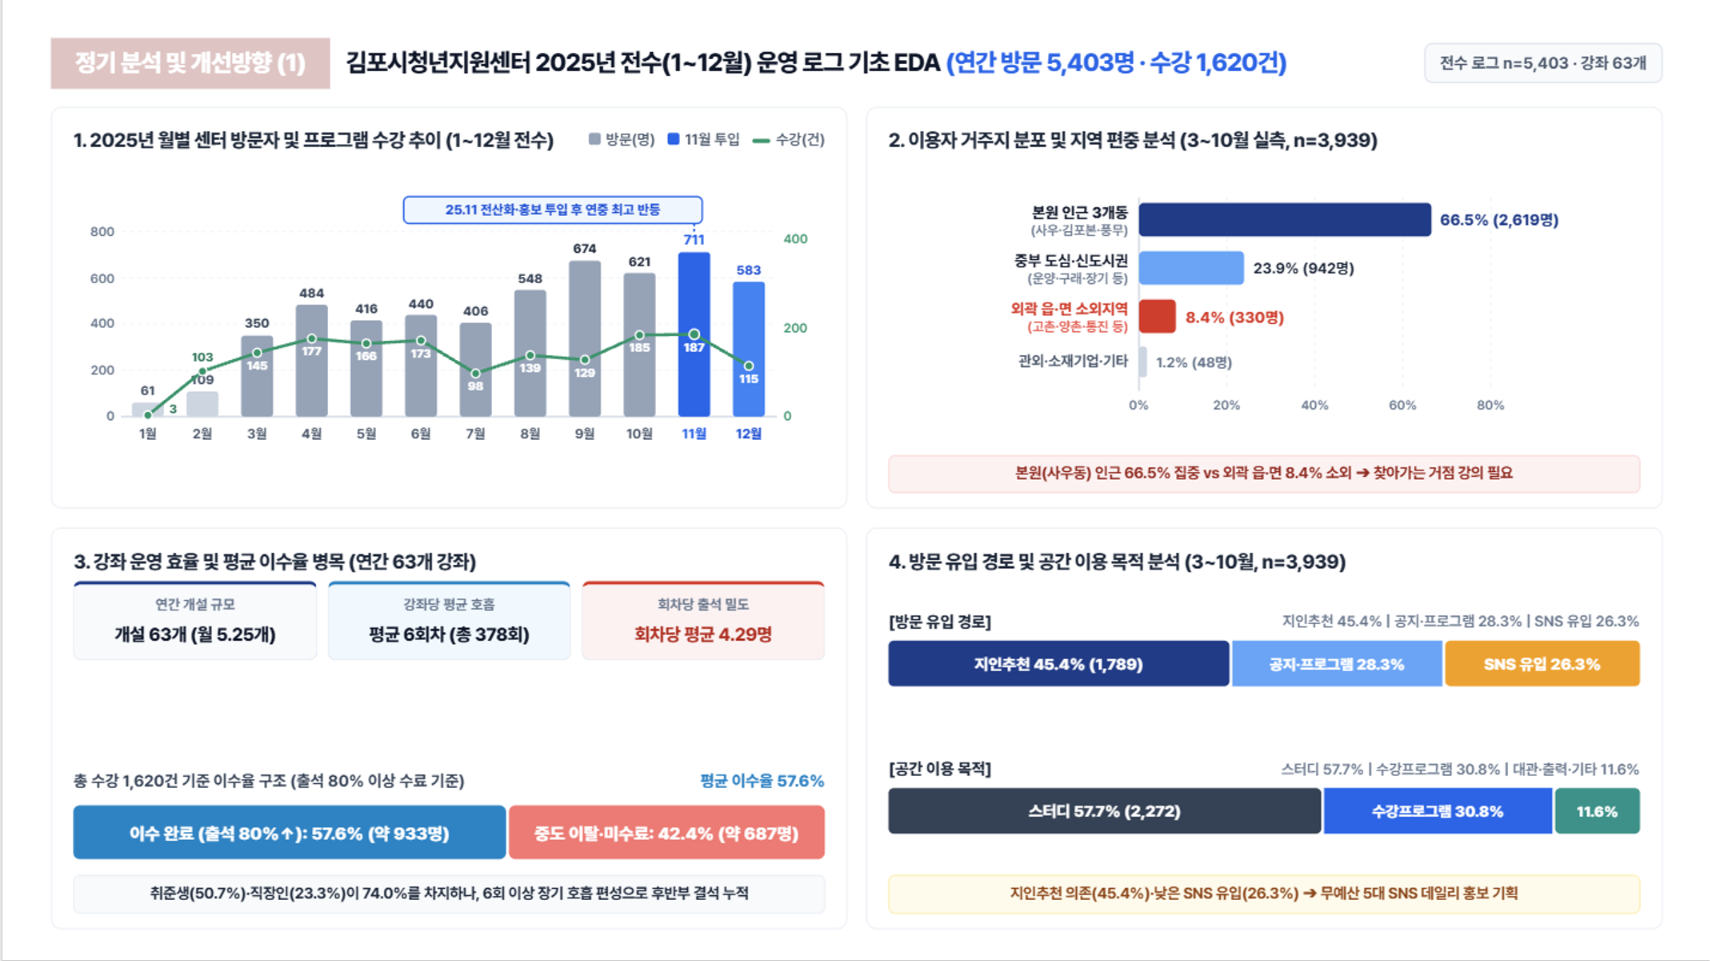 정기 분석 및 개선방향 (1)
김포시청년지원센터 2025년 전수(1~12월) 운영 로그 기초 EDA (연간 방문 5,403명 · 수강 1,620건)
전수 로그 n=5,403 · 강좌 63개
1. 2025년 월별 센터 방문자 및 프로그램 수강 추이 (1~12월 전수)
방문(명) 11월 투입 수강(건)
25.11 전산화·홍보 투입 후 연중 최고 반등
800
600
400
200
0
400
200
0
61
109
350
484
416
440
406
548
674
621
711
583
3
103
145
177
166
173
98
139
129
185
187
115
1월 2월 3월 4월 5월 6월 7월 8월 9월 10월 11월 12월
2. 이용자 거주지 분포 및 지역 편중 분석 (3~10월 실측, n=3,939)
본원 인근 3개동
(사우·김포본·풍무)
66.5% (2,619명)
중부 도심·신도시권
(운양·구래·장기 등)
23.9% (942명)
외곽 읍·면 소외지역
(고촌·양촌·통진 등)
8.4% (330명)
관외·소재기업·기타
1.2% (48명)
0% 20% 40% 60% 80%
본원(사우동) 인근 66.5% 집중 vs 외곽 읍·면 8.4% 소외 ➔ 찾아가는 거점 강의 필요
3. 강좌 운영 효율 및 평균 이수율 병목 (연간 63개 강좌)
연간 개설 규모
개설 63개 (월 5.25개)
강좌당 평균 호흡
평균 6회차 (총 378회)
회차당 출석 밀도
회차당 평균 4.29명
총 수강 1,620건 기준 이수율 구조 (출석 80% 이상 수료 기준)
평균 이수율 57.6%
이수 완료 (출석 80%↑): 57.6% (약 933명)
중도 이탈·미수료: 42.4% (약 687명)
취준생(50.7%)·직장인(23.3%)이 74.0%를 차지하나, 6회 이상 장기 호흡 편성으로 후반부 결석 누적
4. 방문 유입 경로 및 공간 이용 목적 분석 (3~10월, n=3,939)
[방문 유입 경로]
지인추천 45.4% | 공지·프로그램 28.3% | SNS 유입 26.3%
지인추천 45.4% (1,789)
공지·프로그램 28.3%
SNS 유입 26.3%
[공간 이용 목적]
스터디 57.7% | 수강프로그램 30.8% | 대관·출력·기타 11.6%
스터디 57.7% (2,272)
수강프로그램 30.8%
11.6%
지인추천 의존(45.4%)·낮은 SNS 유입(26.3%) ➔ 무예산 5대 SNS 데일리 홍보 기획